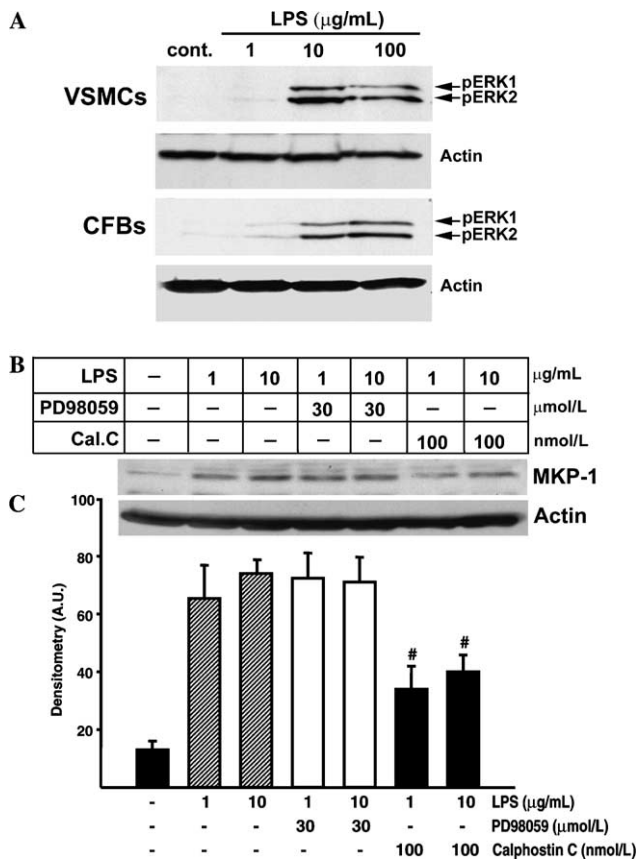 A
LPS (μg/mL)
cont. 1 10 100
VSMCs
pERK1
pERK2
Actin
CFBs
pERK1
pERK2
Actin
B
LPS – 1 10 1 10 1 10 μg/mL
PD98059 – – – 30 30 – – μmol/L
Cal.C – – – – – 100 100 nmol/L
MKP-1
C
Actin
Densitometry (A.U.)
80
60
40
20
# #
- 1 10 1 10 1 10 LPS (μg/mL)
- - - 30 30 - - PD98059 (μmol/L)
- - - - - 100 100 Calphostin C (nmol/L)